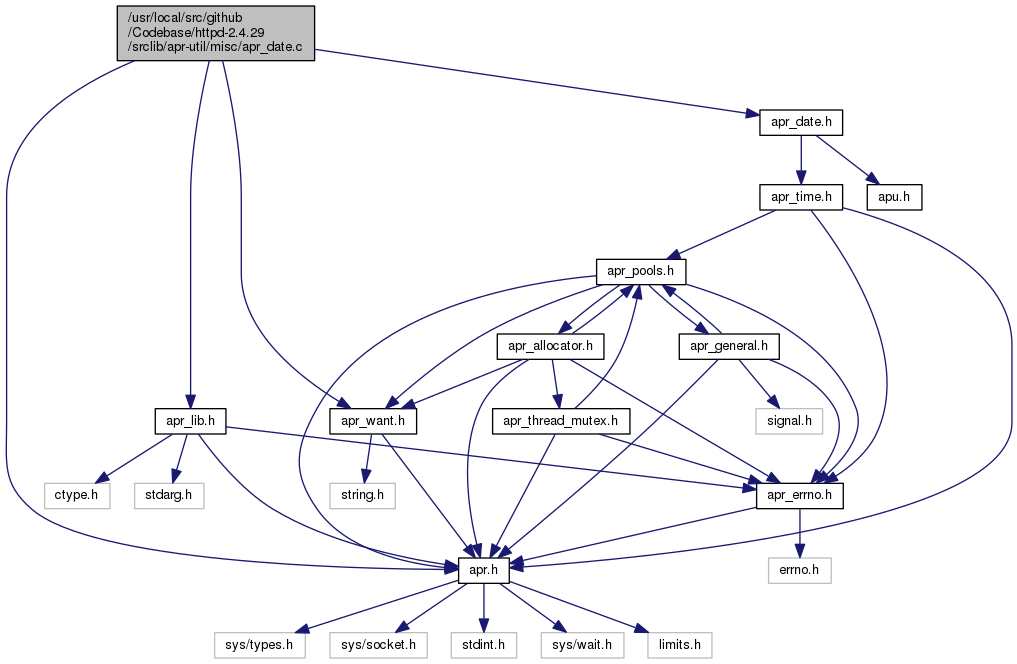 /usr/local/src/github
/Codebase/httpd-2.4.29
/srclib/apr-util/misc/apr_date.c
apr_date.h
apr_time.h
apu.h
apr_pools.h
apr_allocator.h
apr_general.h
apr_lib.h
apr_want.h
apr_thread_mutex.h
signal.h
ctype.h
stdarg.h
string.h
apr_errno.h
apr.h
errno.h
sys/types.h
sys/socket.h
stdint.h
sys/wait.h
limits.h